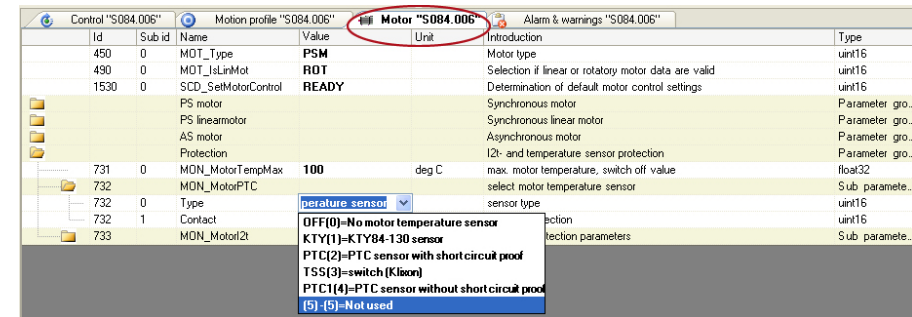 Control "S084.006" Motion profile "S084.006" Motor "S084.006" Alarm & warnings "S084.006"
Id Sub id Name Value Unit Introduction Type
450 0 MOT_Type PSM Motor type uint16
490 0 MOT_IsLinMot ROT Selection if linear or rotatory motor data are valid uint16
1530 0 SCD_SetMotorControl READY Determination of default motor control settings uint16
PS motor Synchronous motor Parameter gro...
PS linearmotor Synchronous linear motor Parameter gro...
AS motor Asynchronous motor Parameter gro...
Protection I2t- and temperature sensor protection Parameter gro...
731 0 MON_MotorTempMax 100 deg C max. motor temperature, switch off value float32
732 MON_MotorPTC select motor temperature sensor Sub paramete...
732 0 Type perature sensor sensor type uint16
732 1 Contact ection uint16
733 MON_MotorI2t tection parameters Sub paramete...
OFF(0)=No motor temperature sensor
KTY(1)=KTY84-130 sensor
PTC(2)=PTC sensor with short circuit proof
TSS(3)=switch (Klixon)
PTC1(4)=PTC sensor without short circuit proof
(5) -(5)=Not used